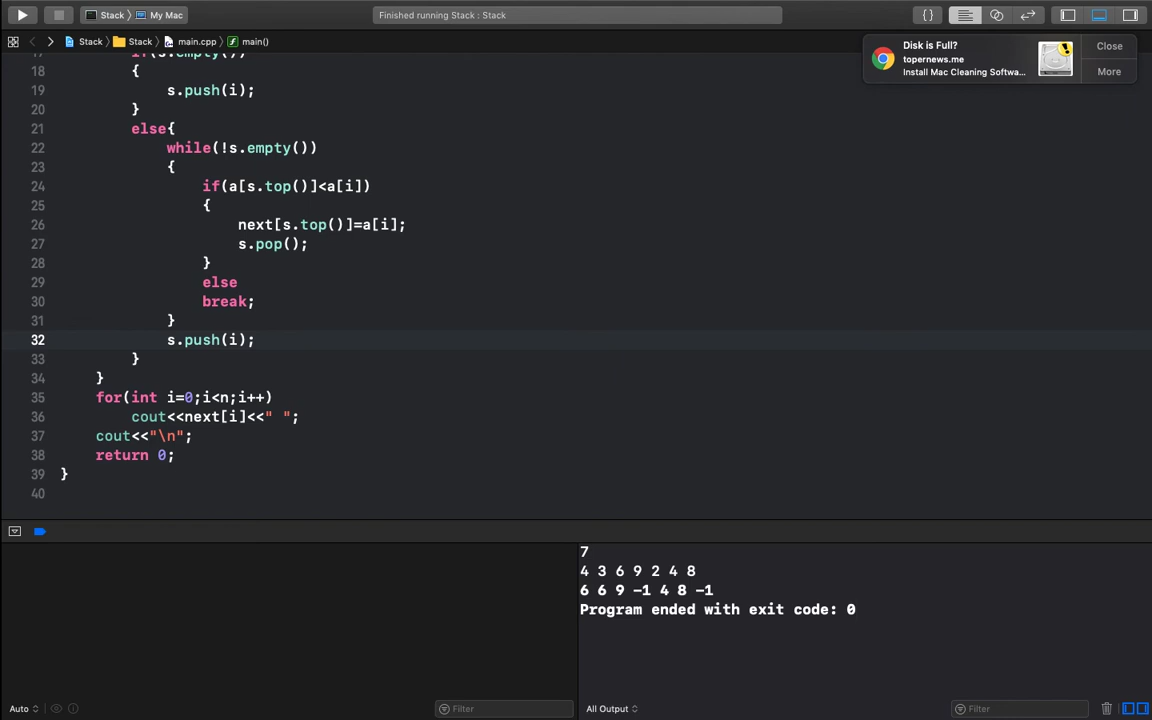 Stack 〉 My Mac
Finished running Stack : Stack
{}
Stack 〉 Stack 〉 main.cpp 〉 f main()
Disk is Full?
topernews.me
Install Mac Cleaning Softwa...
Close
More
17 if(s.empty())
18 {
19 s.push(i);
20 }
21 else{
22 while(!s.empty())
23 {
24 if(a[s.top()]<a[i])
25 {
26 next[s.top()]=a[i];
27 s.pop();
28 }
29 else
30 break;
31 }
32 s.push(i);
33 }
34 }
35 for(int i=0;i<n;i++)
36 cout<<next[i]<<" ";
37 cout<<"\n";
38 return 0;
39 }
40
7
4 3 6 9 2 4 8
6 6 9 -1 4 8 -1
Program ended with exit code: 0
Auto
Filter
All Output
Filter